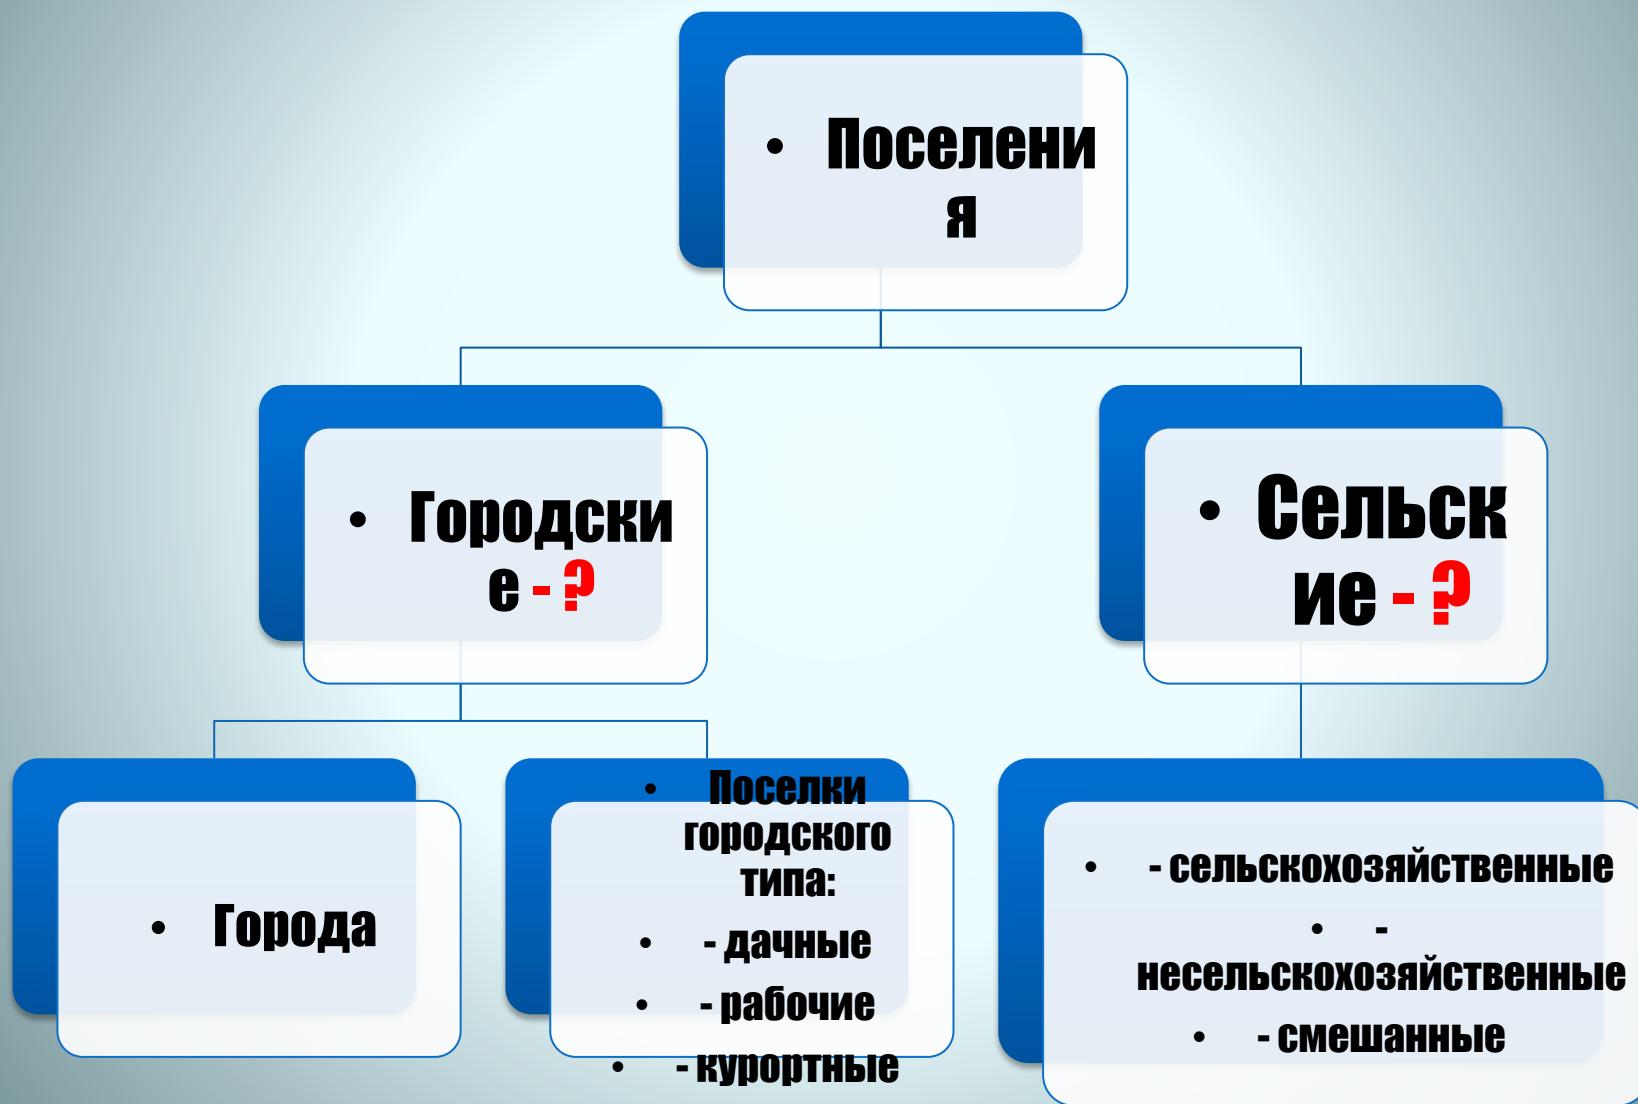 • Поселени
я
• Городски
е - ?
• Сельск
ие - ?
• Города
• Поселки
городского
типа:
• - дачные
• - рабочие
• - курортные
• - сельскохозяйственные
• -
несельскохозяйственные
• - смешанные